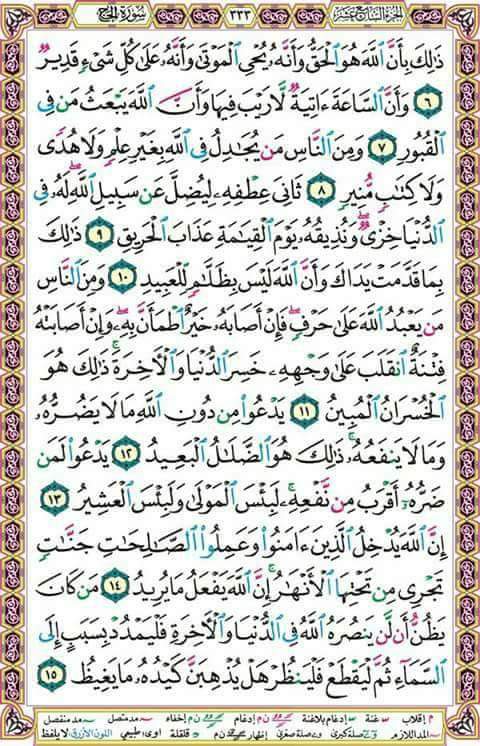 الجزء السابع عشر ٣٣٣ سورة الحج
ذَٰلِكَ بِأَنَّ ٱللَّهَ هُوَ ٱلْحَقُّ وَأَنَّهُۥ يُحْىِ ٱلْمَوْتَىٰ وَأَنَّهُۥ عَلَىٰ كُلِّ شَىْءٍ قَدِيرٌ
٦ وَأَنَّ ٱلسَّاعَةَ ءَاتِيَةٌ لَّا رَيْبَ فِيهَا وَأَنَّ ٱللَّهَ يَبْعَثُ مَن فِى
ٱلْقُبُورِ ٧ وَمِنَ ٱلنَّاسِ مَن يُجَٰدِلُ فِى ٱللَّهِ بِغَيْرِ عِلْمٍ وَلَا هُدًى
وَلَا كِتَٰبٍ مُّنِيرٍ ٨ ثَانِىَ عِطْفِهِۦ لِيُضِلَّ عَن سَبِيلِ ٱللَّهِ ۖ لَهُۥ فِى
ٱلدُّنْيَا خِزْىٌ ۖ وَنُذِيقُهُۥ يَوْمَ ٱلْقِيَٰمَةِ عَذَابَ ٱلْحَرِيقِ ٩ ذَٰلِكَ
بِمَا قَدَّمَتْ يَدَاكَ وَأَنَّ ٱللَّهَ لَيْسَ بِظَلَّٰمٍ لِّلْعَبِيدِ ١٠ وَمِنَ ٱلنَّاسِ
مَن يَعْبُدُ ٱللَّهَ عَلَىٰ حَرْفٍ ۖ فَإِنْ أَصَابَهُۥ خَيْرٌ ٱطْمَأَنَّ بِهِۦ ۖ وَإِنْ أَصَابَتْهُ
فِتْنَةٌ ٱنقَلَبَ عَلَىٰ وَجْهِهِۦ خَسِرَ ٱلدُّنْيَا وَٱلْءَاخِرَةَ ۚ ذَٰلِكَ هُوَ
ٱلْخُسْرَانُ ٱلْمُبِينُ ١١ يَدْعُوا۟ مِن دُونِ ٱللَّهِ مَا لَا يَضُرُّهُۥ
وَمَا لَا يَنفَعُهُۥ ۚ ذَٰلِكَ هُوَ ٱلضَّلَٰلُ ٱلْبَعِيدُ ١٢ يَدْعُوا۟ لَمَن
ضَرُّهُۥٓ أَقْرَبُ مِن نَّفْعِهِۦ ۚ لَبِئْسَ ٱلْمَوْلَىٰ وَلَبِئْسَ ٱلْعَشِيرُ ١٣
إِنَّ ٱللَّهَ يُدْخِلُ ٱلَّذِينَ ءَامَنُوا۟ وَعَمِلُوا۟ ٱلصَّٰلِحَٰتِ جَنَّٰتٍ
تَجْرِى مِن تَحْتِهَا ٱلْأَنْهَٰرُ ۚ إِنَّ ٱللَّهَ يَفْعَلُ مَا يُرِيدُ ١٤ مَن كَانَ
يَظُنُّ أَن لَّن يَنصُرَهُ ٱللَّهُ فِى ٱلدُّنْيَا وَٱلْءَاخِرَةِ فَلْيَمْدُدْ بِسَبَبٍ إِلَى
ٱلسَّمَآءِ ثُمَّ لْيَقْطَعْ فَلْيَنظُرْ هَلْ يُذْهِبَنَّ كَيْدُهُۥ مَا يَغِيظُ ١٥
م إقلاب غنة إدغام بلاغنة ن م إدغام ن م إخفاء مد متصل مد منفصل
المد اللازم صلة كبرى صلة صغرى إظهار ن م قلقلة اوى: طبيعي اللون الأزرق: لا يلفظ